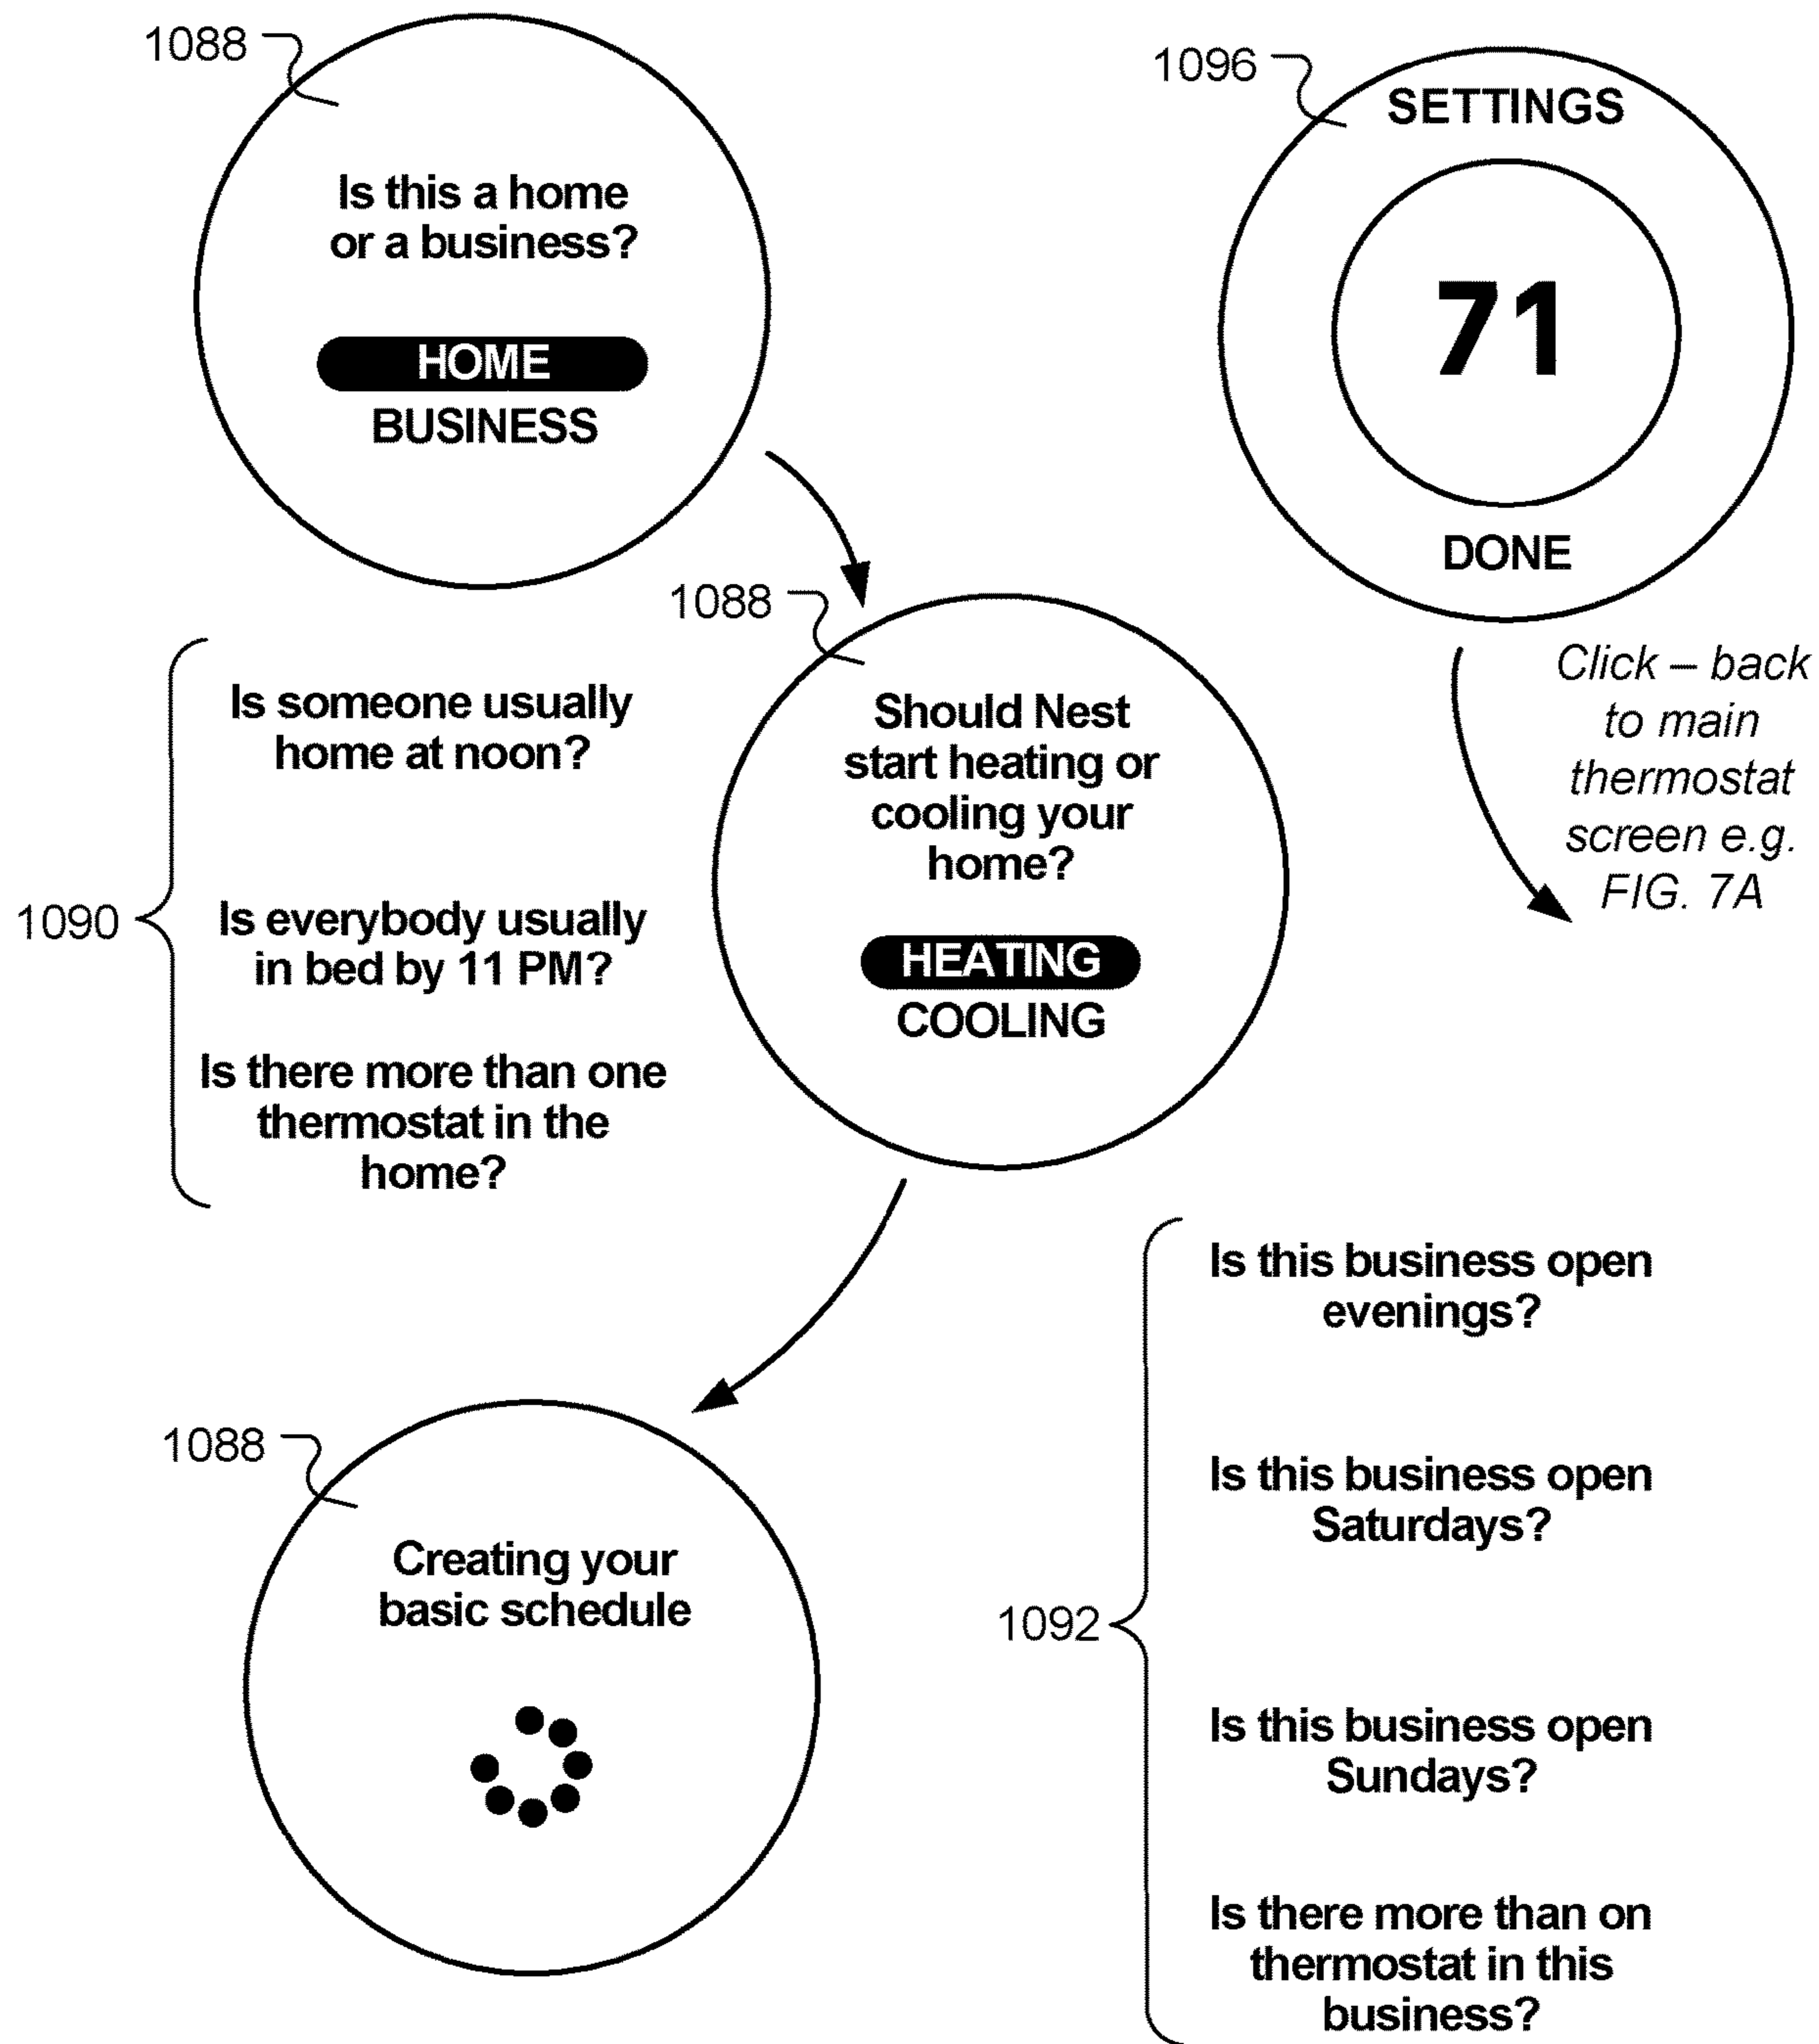 1088
Is this a home
or a business?
HOME
BUSINESS
1096
SETTINGS
71
DONE
Click – back
to main
thermostat
screen e.g.
FIG. 7A
1088
Should Nest
start heating or
cooling your
home?
HEATING
COOLING
1090
Is someone usually
home at noon?
Is everybody usually
in bed by 11 PM?
Is there more than one
thermostat in the
home?
1088
Creating your
basic schedule
1092
Is this business open
evenings?
Is this business open
Saturdays?
Is this business open
Sundays?
Is there more than on
thermostat in this
business?